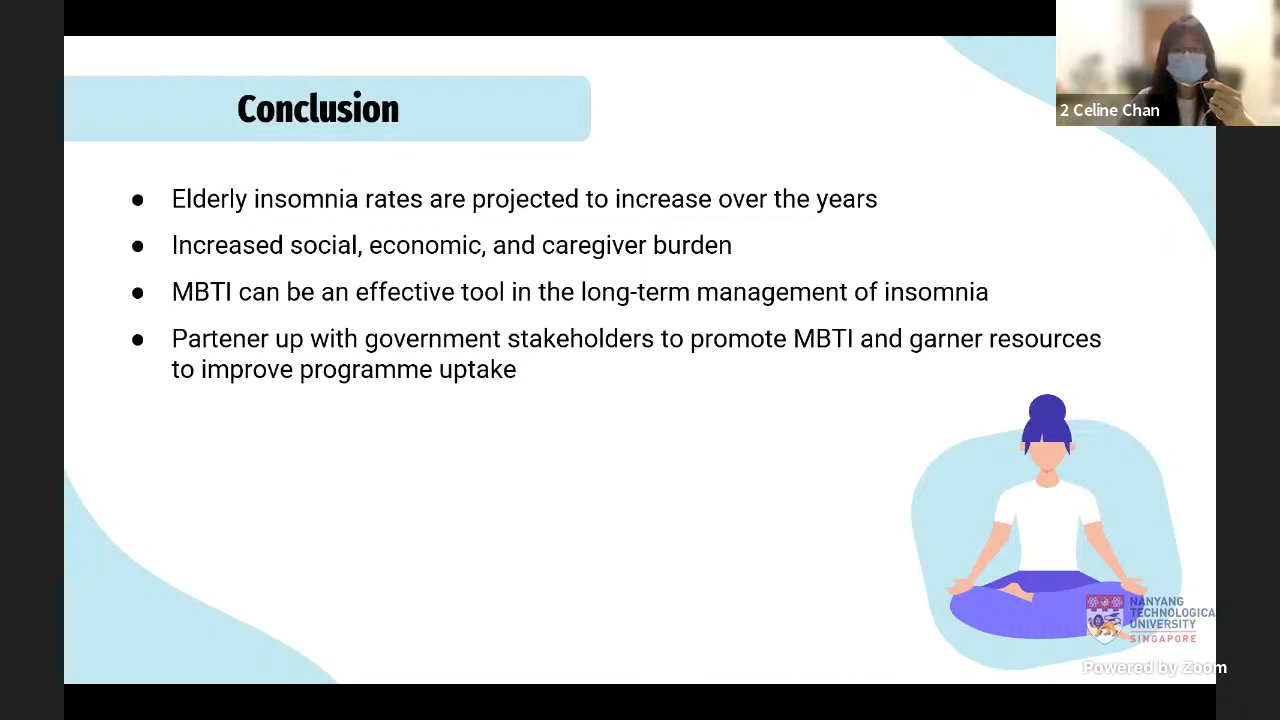 Conclusion
2 Celine Chan
● Elderly insomnia rates are projected to increase over the years
● Increased social, economic, and caregiver burden
● MBTI can be an effective tool in the long-term management of insomnia
● Partener up with government stakeholders to promote MBTI and garner resources
to improve programme uptake
NANYANG
TECHNOLOGICAL
UNIVERSITY
SINGAPORE
Powered by Zoom